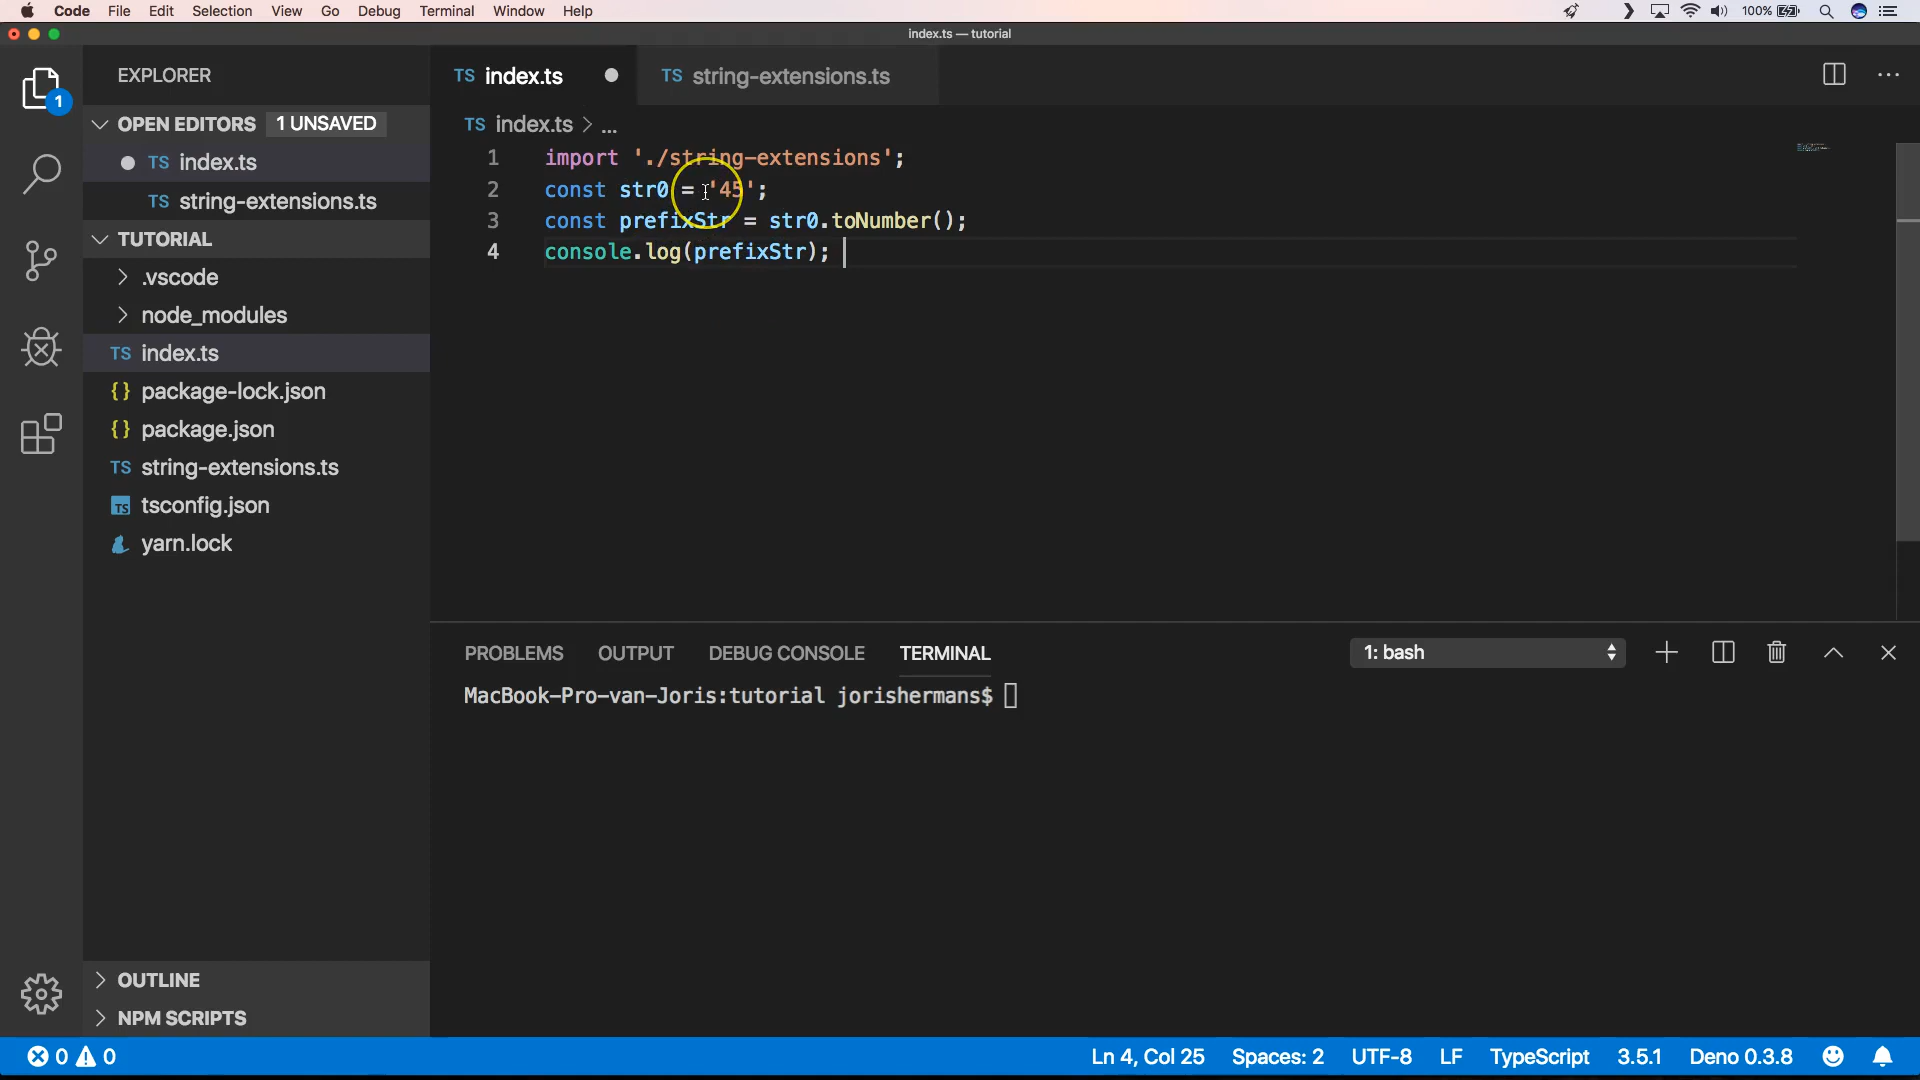 Code File Edit Selection View Go Debug Terminal Window Help 100%
index.ts — tutorial
1
EXPLORER
OPEN EDITORS 1 UNSAVED
TS index.ts
TS string-extensions.ts
TUTORIAL
.vscode
node_modules
TS index.ts
{} package-lock.json
{} package.json
TS string-extensions.ts
TS tsconfig.json
yarn.lock
OUTLINE
NPM SCRIPTS
TS index.ts TS string-extensions.ts
TS index.ts > ...
1 import './string-extensions';
2 const str0 = '45';
3 const prefixStr = str0.toNumber();
4 console.log(prefixStr);
PROBLEMS OUTPUT DEBUG CONSOLE TERMINAL 1: bash
MacBook-Pro-van-Joris:tutorial jorishermans$
0 0 Ln 4, Col 25 Spaces: 2 UTF-8 LF TypeScript 3.5.1 Deno 0.3.8